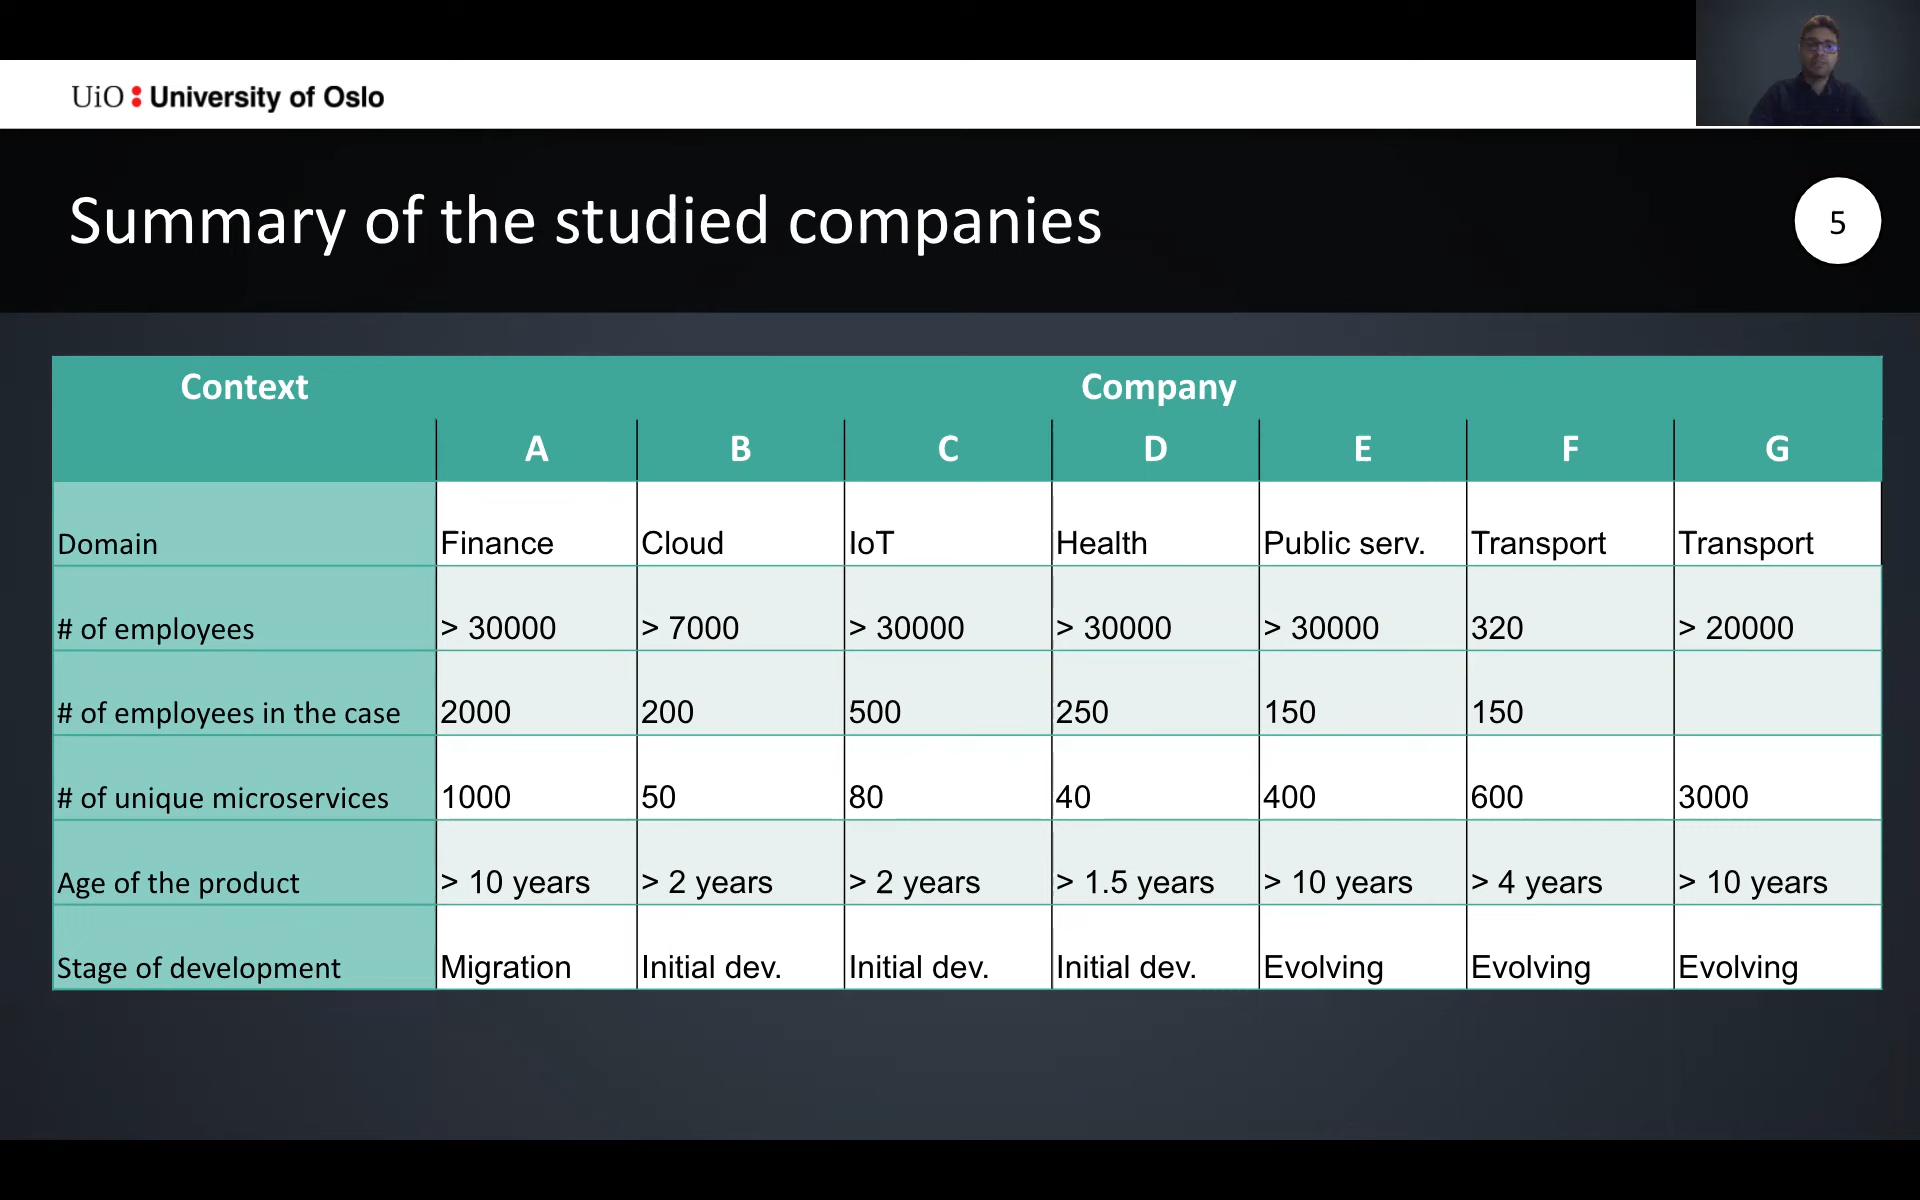 UiO : University of Oslo
Summary of the studied companies
5
Context Company
A B C D E F G
Domain Finance Cloud IoT Health Public serv. Transport Transport
# of employees > 30000 > 7000 > 30000 > 30000 > 30000 320 > 20000
# of employees in the case 2000 200 500 250 150 150
# of unique microservices 1000 50 80 40 400 600 3000
Age of the product > 10 years > 2 years > 2 years > 1.5 years > 10 years > 4 years > 10 years
Stage of development Migration Initial dev. Initial dev. Initial dev. Evolving Evolving Evolving